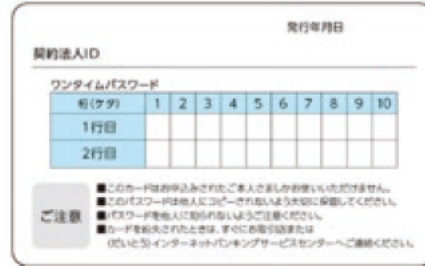 発行年月日
契約法人ID
ワンタイムパスワード
桁(ケタ) 1 2 3 4 5 6 7 8 9 10
1行目
2行目
ご注意
■このカードはお申込みされたご本人さましかお使いいただけません。
■このパスワードは他人にコピーされないよう大切に保管してください。
■パスワードを他人に知られないようご注意ください。
■カードを紛失されたときは、すぐにお取引店または
(だいとう)インターネットバンキングサービスセンターへご連絡ください。